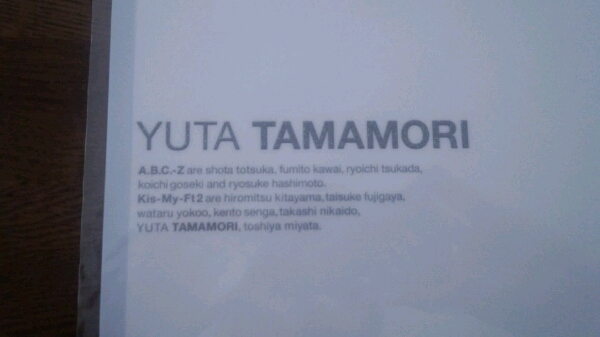 YUTA TAMAMORI
A.B.C.-Z are shota totsuka, fumito kawai, ryoichi tsukada,
koichi goseki and ryosuke hashimoto.
Kis-My-Ft2 are hiromitsu kitayama, taisuke fujigaya,
wataru yokoo, kento senga, takashi nikaido,
YUTA TAMAMORI, toshiya miyata.